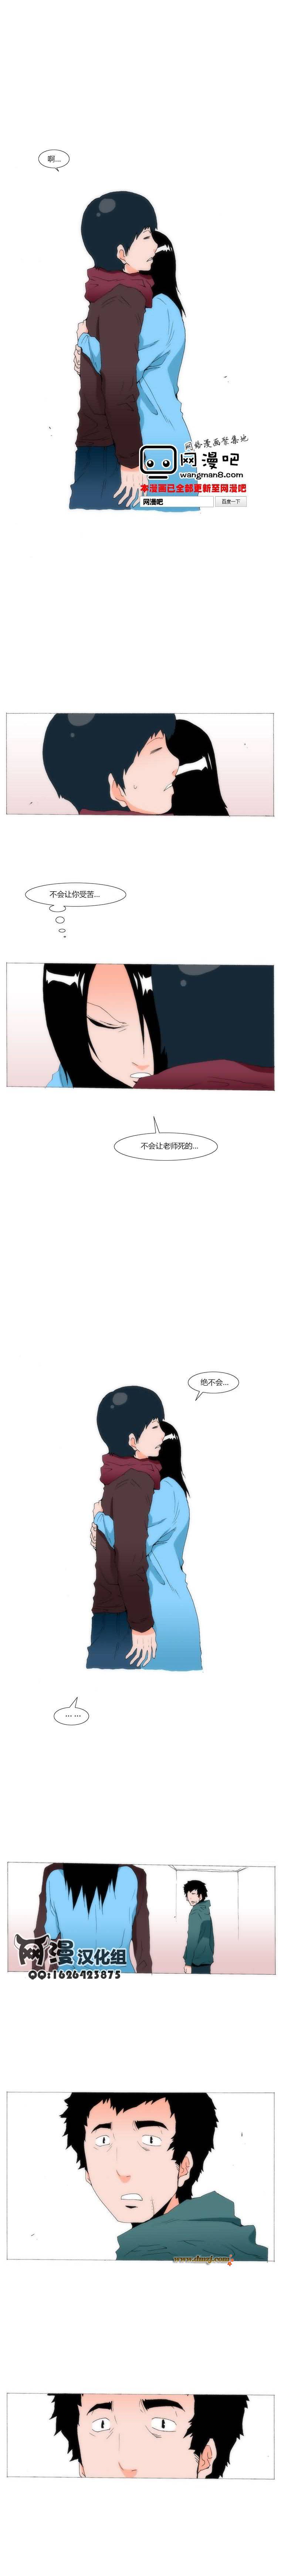 啊...
网络漫画聚集地
网漫吧
wangman8.com
本漫画已全部更新至网漫吧
网漫吧
百度一下
不会让你受苦...
不会让老师死的...
绝不会...
... ...
网漫汉化组
QQ:1626423875